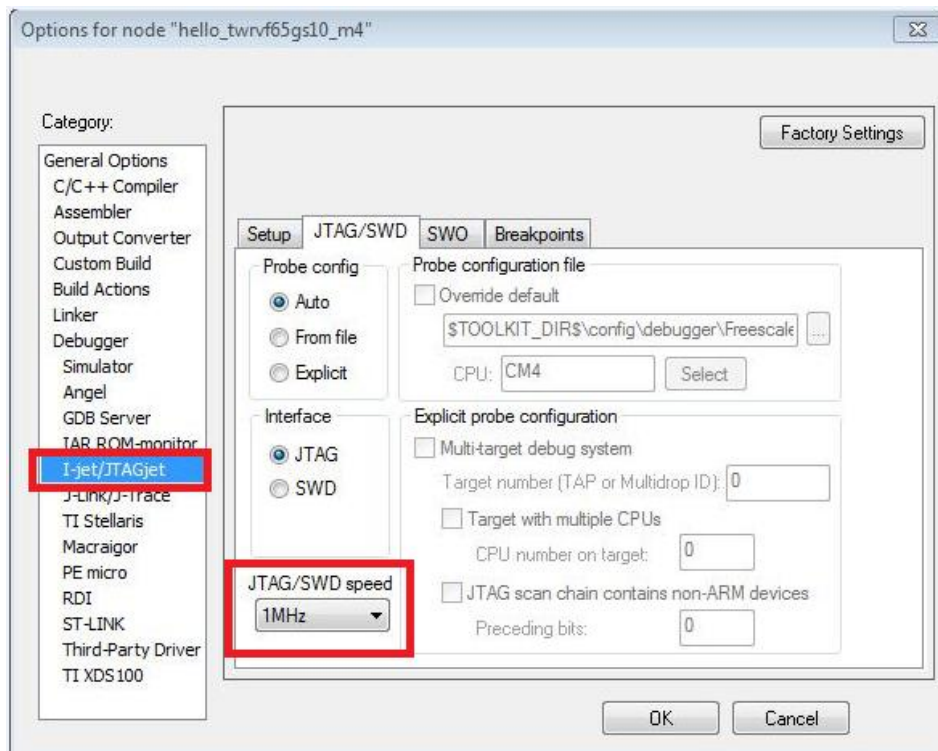 Options for node "hello_twrvf65gs10_m4"
Category:
Factory Settings
General Options
C/C++ Compiler
Assembler
Output Converter
Custom Build
Build Actions
Linker
Debugger
Simulator
Angel
GDB Server
IAR ROM-monitor
I-jet/JTAGjet
J-Link/J-Trace
TI Stellaris
Macraigor
PE micro
RDI
ST-LINK
Third-Party Driver
TI XDS100
Setup JTAG/SWD SWO Breakpoints
Probe config
Auto
From file
Explicit
Probe configuration file
Override default
$TOOLKIT_DIR$\config\debugger\Freescale ...
CPU: CM4 Select
Interface
JTAG
SWD
Explicit probe configuration
Multi-target debug system
Target number (TAP or Multidrop ID): 0
Target with multiple CPUs
CPU number on target: 0
JTAG scan chain contains non-ARM devices
Preceding bits: 0
JTAG/SWD speed
1MHz
OK Cancel